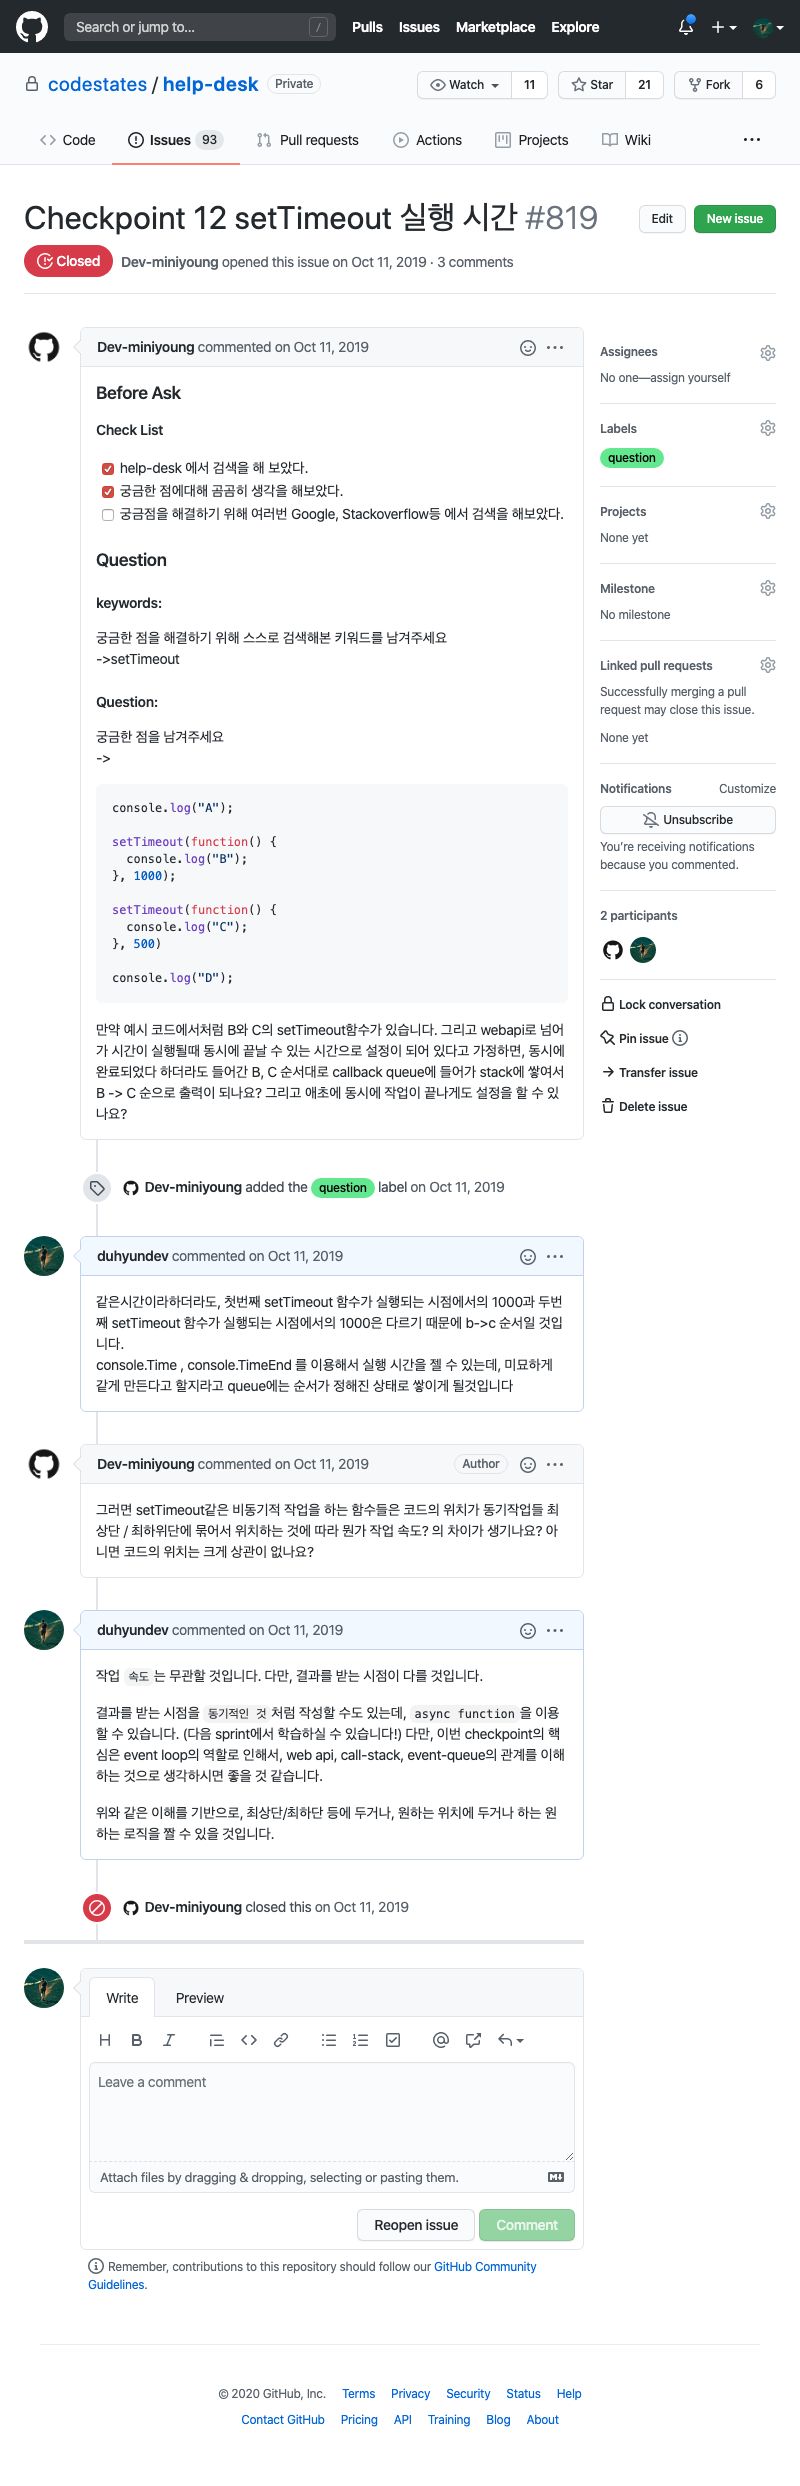 Search or jump to... /
Pulls Issues Marketplace Explore
codestates / help-desk Private
Watch 11 Star 21 Fork 6
Code Issues 93 Pull requests Actions Projects Wiki ...
Checkpoint 12 setTimeout 실행 시간 #819
Edit New issue
Closed Dev-miniyoung opened this issue on Oct 11, 2019 · 3 comments
Dev-miniyoung commented on Oct 11, 2019
Before Ask
Check List
help-desk 에서 검색을 해 보았다.
궁금한 점에대해 곰곰히 생각을 해보았다.
궁금점을 해결하기 위해 여러번 Google, Stackoverflow등 에서 검색을 해보았다.
Question
keywords:
궁금한 점을 해결하기 위해 스스로 검색해본 키워드를 남겨주세요
->setTimeout
Question:
궁금한 점을 남겨주세요
->
console.log("A");
setTimeout(function() {
console.log("B");
}, 1000);
setTimeout(function() {
console.log("C");
}, 500)
console.log("D");
만약 예시 코드에서처럼 B와 C의 setTimeout함수가 있습니다. 그리고 webapi로 넘어
가 시간이 실행될때 동시에 끝날 수 있는 시간으로 설정이 되어 있다고 가정하면, 동시에
완료되었다 하더라도 들어간 B, C 순서대로 callback queue에 들어가 stack에 쌓여서
B -> C 순으로 출력이 되나요? 그리고 애초에 동시에 작업이 끝나게도 설정을 할 수 있
나요?
Assignees
No one—assign yourself
Labels
question
Projects
None yet
Milestone
No milestone
Linked pull requests
Successfully merging a pull
request may close this issue.
None yet
Notifications Customize
Unsubscribe
You're receiving notifications
because you commented.
2 participants
Lock conversation
Pin issue
Transfer issue
Delete issue
Dev-miniyoung added the question label on Oct 11, 2019
duhyundev commented on Oct 11, 2019
같은시간이라하더라도, 첫번째 setTimeout 함수가 실행되는 시점에서의 1000과 두번
째 setTimeout 함수가 실행되는 시점에서의 1000은 다르기 때문에 b->c 순서일 것입
니다.
console.Time , console.TimeEnd 를 이용해서 실행 시간을 젤 수 있는데, 미묘하게
같게 만든다고 할지라고 queue에는 순서가 정해진 상태로 쌓이게 될것입니다
Dev-miniyoung commented on Oct 11, 2019 Author
그러면 setTimeout같은 비동기적 작업을 하는 함수들은 코드의 위치가 동기작업들 최
상단 / 최하위단에 묶어서 위치하는 것에 따라 뭔가 작업 속도? 의 차이가 생기나요? 아
니면 코드의 위치는 크게 상관이 없나요?
duhyundev commented on Oct 11, 2019
작업 속도 는 무관할 것입니다. 다만, 결과를 받는 시점이 다를 것입니다.
결과를 받는 시점을 동기적인 것 처럼 작성할 수도 있는데, async function 을 이용
할 수 있습니다. (다음 sprint에서 학습하실 수 있습니다!) 다만, 이번 checkpoint의 핵
심은 event loop의 역할로 인해서, web api, call-stack, event-queue의 관계를 이해
하는 것으로 생각하시면 좋을 것 같습니다.
위와 같은 이해를 기반으로, 최상단/최하단 등에 두거나, 원하는 위치에 두거나 하는 원
하는 로직을 짤 수 있을 것입니다.
Dev-miniyoung closed this on Oct 11, 2019
Write Preview
H B I @
Leave a comment
Attach files by dragging & dropping, selecting or pasting them.
Reopen issue Comment
Remember, contributions to this repository should follow our GitHub Community
Guidelines.
© 2020 GitHub, Inc. Terms Privacy Security Status Help
Contact GitHub Pricing API Training Blog About